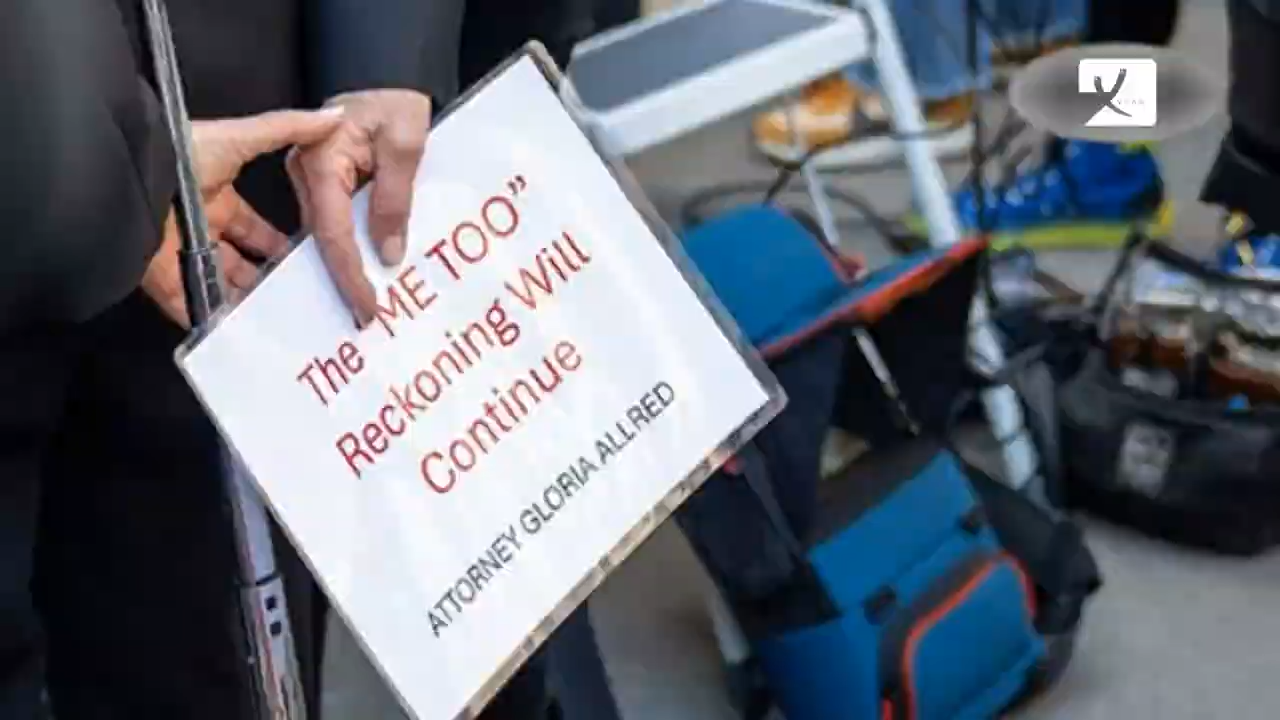 The "ME TOO"
Reckoning Will
Continue
ATTORNEY GLORIA ALLRED